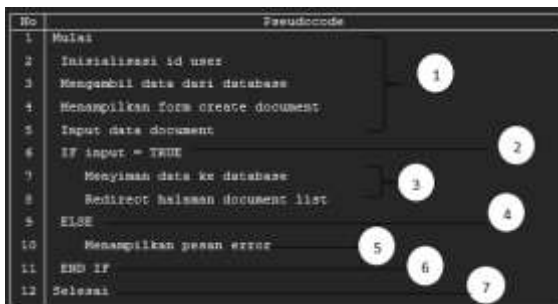 No Pseudocode
1 Mulai
2 Inisialisasi id user
3 Mengambil data dari database
4 Menampilkan form create document
5 Input data document
6 IF input = TRUE
7 Menyiman data ke database
8 Redirect halaman document list
9 ELSE
10 Menampilkan pesan error
11 END IF
12 Selesai
1
2
3
4
5
6
7